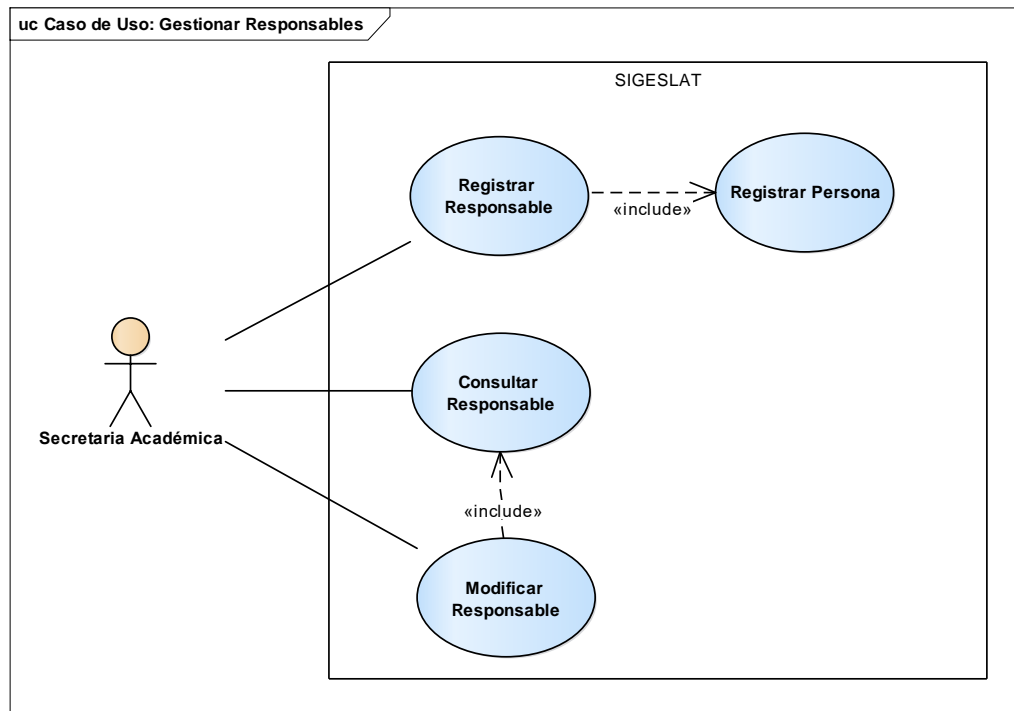 uc Caso de Uso: Gestionar Responsables
SIGESLAT
Registrar
Responsable
«include»
Registrar Persona
Consultar
Responsable
Secretaria Académica
«include»
Modificar
Responsable